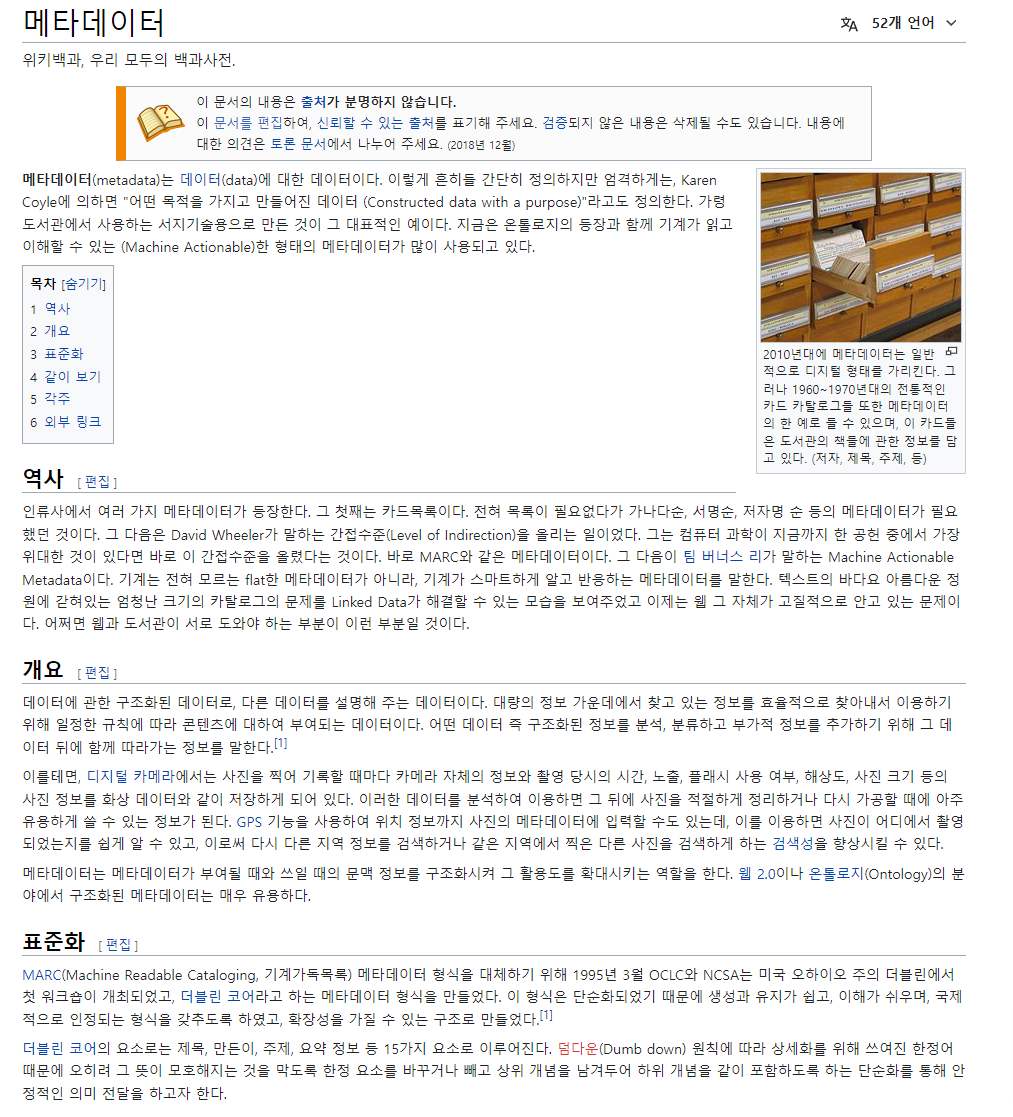 메타데이터
52개 언어
위키백과, 우리 모두의 백과사전.
이 문서의 내용은 출처가 분명하지 않습니다.
이 문서를 편집하여, 신뢰할 수 있는 출처를 표기해 주세요. 검증되지 않은 내용은 삭제될 수도 있습니다. 내용에
대한 의견은 토론 문서에서 나누어 주세요. (2018년 12월)
메타데이터(metadata)는 데이터(data)에 대한 데이터이다. 이렇게 흔히들 간단히 정의하지만 엄격하게는, Karen
Coyle에 의하면 "어떤 목적을 가지고 만들어진 데이터 (Constructed data with a purpose)"라고도 정의한다. 가령
도서관에서 사용하는 서지기술용으로 만든 것이 그 대표적인 예이다. 지금은 온톨로지의 등장과 함께 기계가 읽고
이해할 수 있는 (Machine Actionable)한 형태의 메타데이터가 많이 사용되고 있다.
2010년대에 메타데이터는 일반
적으로 디지털 형태를 가리킨다. 그
러나 1960~1970년대의 전통적인
카드 카탈로그들 또한 메타데이터
의 한 예로 들 수 있으며, 이 카드들
은 도서관의 책들에 관한 정보를 담
고 있다. (저자, 제목, 주제, 등)
목차 [숨기기]
1 역사
2 개요
3 표준화
4 같이 보기
5 각주
6 외부 링크
역사 [ 편집 ]
인류사에서 여러 가지 메타데이터가 등장한다. 그 첫째는 카드목록이다. 전혀 목록이 필요없다가 가나다순, 서명순, 저자명 순 등의 메타데이터가 필요
했던 것이다. 그 다음은 David Wheeler가 말하는 간접수준(Level of Indirection)을 올리는 일이었다. 그는 컴퓨터 과학이 지금까지 한 공헌 중에서 가장
위대한 것이 있다면 바로 이 간접수준을 올렸다는 것이다. 바로 MARC와 같은 메타데이터이다. 그 다음이 팀 버너스 리가 말하는 Machine Actionable
Metadata이다. 기계는 전혀 모르는 flat한 메타데이터가 아니라, 기계가 스마트하게 알고 반응하는 메타데이터를 말한다. 텍스트의 바다요 아름다운 정
원에 갇혀있는 엄청난 크기의 카탈로그의 문제를 Linked Data가 해결할 수 있는 모습을 보여주었고 이제는 웹 그 자체가 고질적으로 안고 있는 문제이
다. 어쩌면 웹과 도서관이 서로 도와야 하는 부분이 이런 부분일 것이다.
개요 [ 편집 ]
데이터에 관한 구조화된 데이터로, 다른 데이터를 설명해 주는 데이터이다. 대량의 정보 가운데에서 찾고 있는 정보를 효율적으로 찾아내서 이용하기
위해 일정한 규칙에 따라 콘텐츠에 대하여 부여되는 데이터이다. 어떤 데이터 즉 구조화된 정보를 분석, 분류하고 부가적 정보를 추가하기 위해 그 데
이터 뒤에 함께 따라가는 정보를 말한다.[1]
이를테면, 디지털 카메라에서는 사진을 찍어 기록할 때마다 카메라 자체의 정보와 촬영 당시의 시간, 노출, 플래시 사용 여부, 해상도, 사진 크기 등의
사진 정보를 화상 데이터와 같이 저장하게 되어 있다. 이러한 데이터를 분석하여 이용하면 그 뒤에 사진을 적절하게 정리하거나 다시 가공할 때에 아주
유용하게 쓸 수 있는 정보가 된다. GPS 기능을 사용하여 위치 정보까지 사진의 메타데이터에 입력할 수도 있는데, 이를 이용하면 사진이 어디에서 촬영
되었는지를 쉽게 알 수 있고, 이로써 다시 다른 지역 정보를 검색하거나 같은 지역에서 찍은 다른 사진을 검색하게 하는 검색성을 향상시킬 수 있다.
메타데이터는 메타데이터가 부여될 때와 쓰일 때의 문맥 정보를 구조화시켜 그 활용도를 확대시키는 역할을 한다. 웹 2.0이나 온톨로지(Ontology)의 분
야에서 구조화된 메타데이터는 매우 유용하다.
표준화 [ 편집 ]
MARC(Machine Readable Cataloging, 기계가독목록) 메타데이터 형식을 대체하기 위해 1995년 3월 OCLC와 NCSA는 미국 오하이오 주의 더블린에서
첫 워크숍이 개최되었고, 더블린 코어라고 하는 메타데이터 형식을 만들었다. 이 형식은 단순화되었기 때문에 생성과 유지가 쉽고, 이해가 쉬우며, 국제
적으로 인정되는 형식을 갖추도록 하였고, 확장성을 가질 수 있는 구조로 만들었다.[1]
더블린 코어의 요소로는 제목, 만든이, 주제, 요약 정보 등 15가지 요소로 이루어진다. 덤다운(Dumb down) 원칙에 따라 상세화를 위해 쓰여진 한정어
때문에 오히려 그 뜻이 모호해지는 것을 막도록 한정 요소를 바꾸거나 빼고 상위 개념을 남겨두어 하위 개념을 같이 포함하도록 하는 단순화를 통해 안
정적인 의미 전달을 하고자 한다.